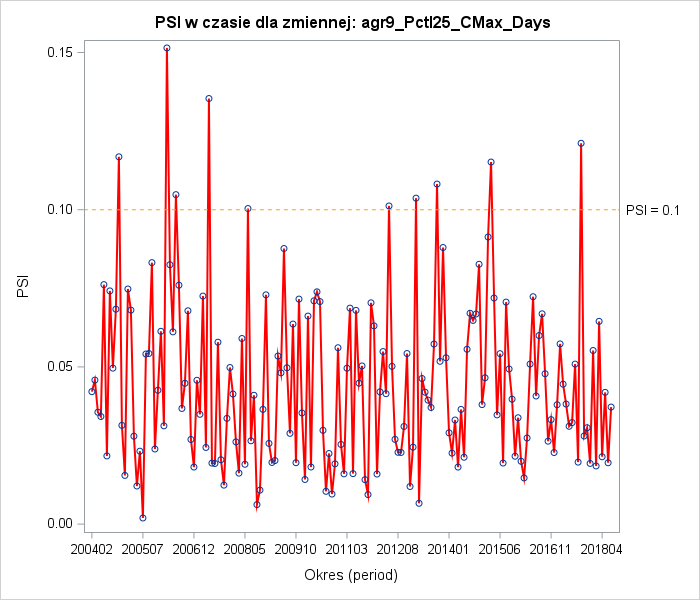 PSI w czasie dla zmiennej: agr9_Pctl25_CMax_Days
0.15
0.10
0.05
0.00
PSI
PSI = 0.1
200402 200507 200612 200805 200910 201103 201208 201401 201506 201611 201804
Okres (period)